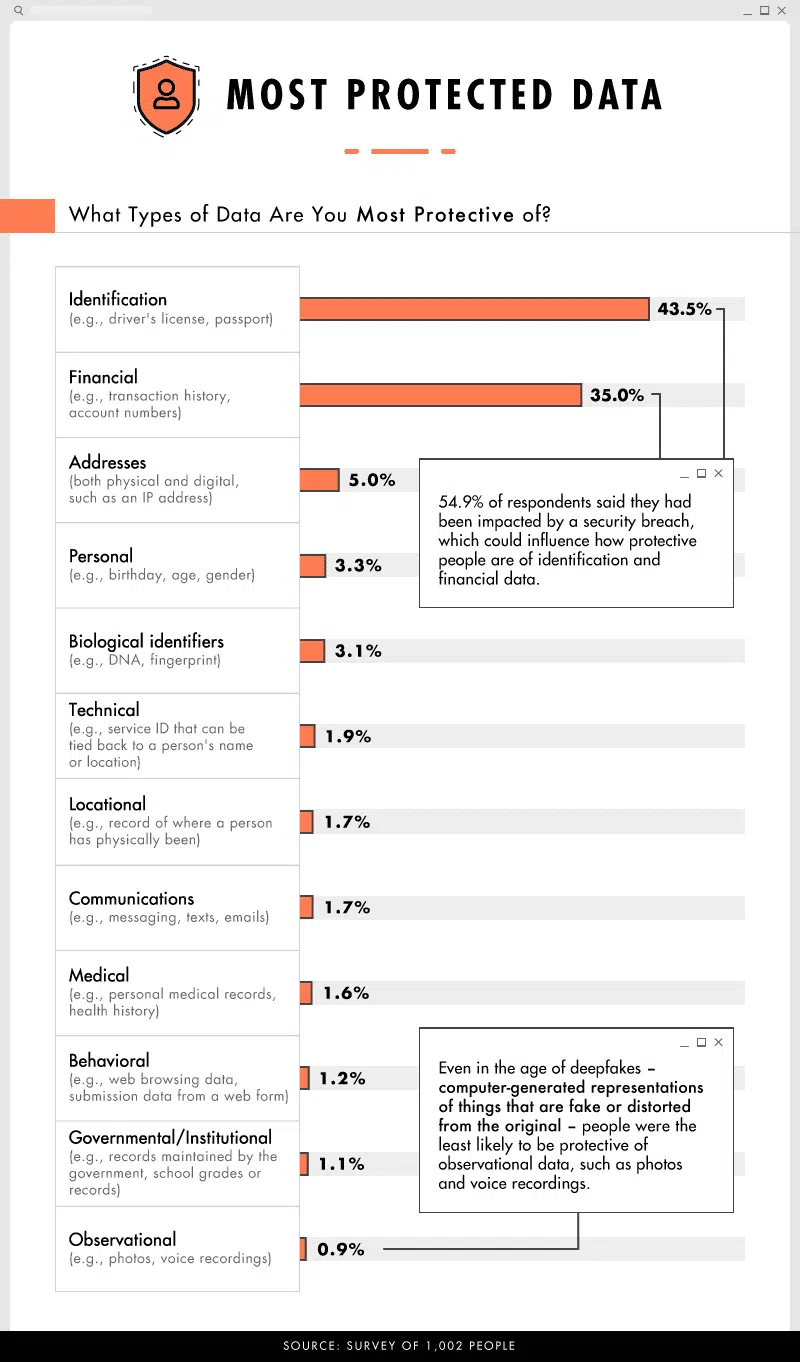 MOST PROTECTED DATA
What Types of Data Are You Most Protective of?
Identification
(e.g., driver's license, passport)
43.5%
Financial
(e.g., transaction history,
account numbers)
35.0%
Addresses
(both physical and digital,
such as an IP address)
5.0%
54.9% of respondents said they had
been impacted by a security breach,
which could influence how protective
people are of identification and
financial data.
Personal
(e.g., birthday, age, gender)
3.3%
Biological identifiers
(e.g., DNA, fingerprint)
3.1%
Technical
(e.g., service ID that can be
tied back to a person's name
or location)
1.9%
Locational
(e.g., record of where a person
has physically been)
1.7%
Communications
(e.g., messaging, texts, emails)
1.7%
Medical
(e.g., personal medical records,
health history)
1.6%
Behavioral
(e.g., web browsing data,
submission data from a web form)
1.2%
Even in the age of deepfakes –
computer-generated representations
of things that are fake or distorted
from the original – people were the
least likely to be protective of
observational data, such as photos
and voice recordings.
Governmental/Institutional
(e.g., records maintained by the
government, school grades or
records)
1.1%
Observational
(e.g., photos, voice recordings)
0.9%
SOURCE: SURVEY OF 1,002 PEOPLE